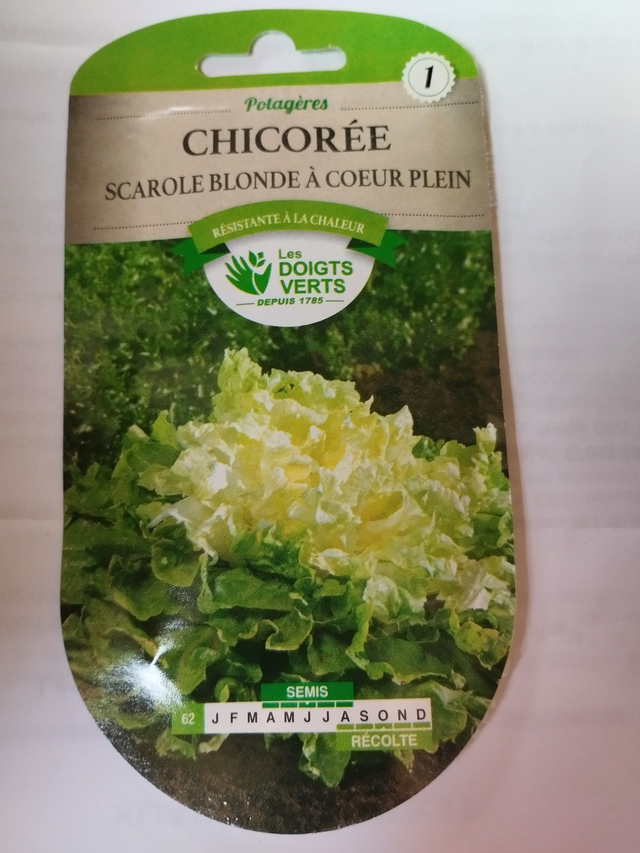 Potagères
1
CHICORÉE
SCAROLE BLONDE À COEUR PLEIN
RÉSISTANTE À LA CHALEUR
Les
DOIGTS
VERTS
DEPUIS 1785
SEMIS
62 J F M A M J J A S O N D
RÉCOLTE